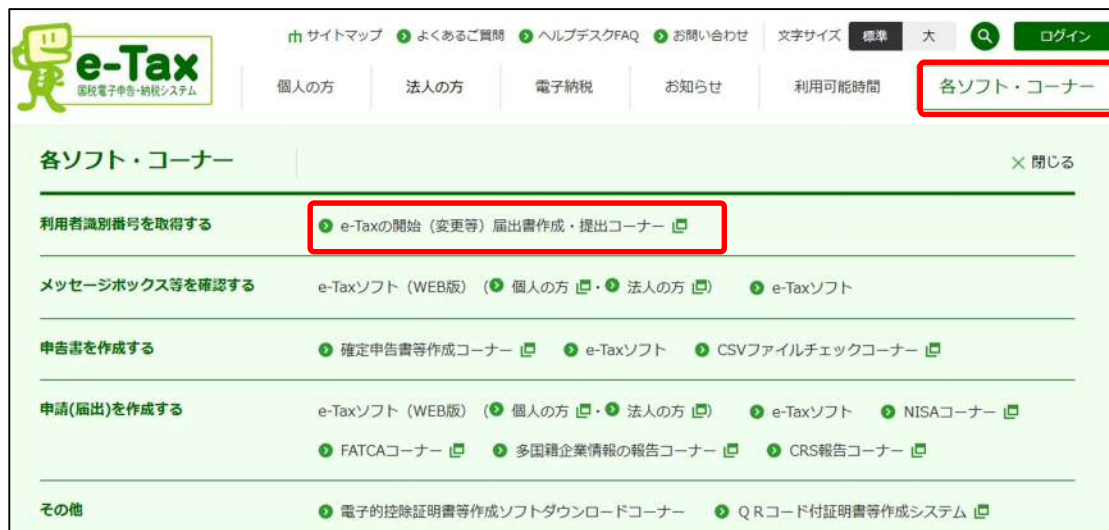 サイトマップ よくあるご質問 ヘルプデスクFAQ お問い合わせ 文字サイズ 標準 大 ログイン
e-Tax
国税電子申告・納税システム
個人の方 法人の方 電子納税 お知らせ 利用可能時間 各ソフト・コーナー
各ソフト・コーナー × 閉じる
利用者識別番号を取得する e-Taxの開始（変更等）届出書作成・提出コーナー
メッセージボックス等を確認する e-Taxソフト（WEB版）（個人の方・法人の方） e-Taxソフト
申告書を作成する 確定申告書等作成コーナー e-Taxソフト CSVファイルチェックコーナー
申請(届出)を作成する e-Taxソフト（WEB版）（個人の方・法人の方） e-Taxソフト NISAコーナー
FATCAコーナー 多国籍企業情報の報告コーナー CRS報告コーナー
その他 電子的控除証明書等作成ソフトダウンロードコーナー ＱＲコード付証明書等作成システム